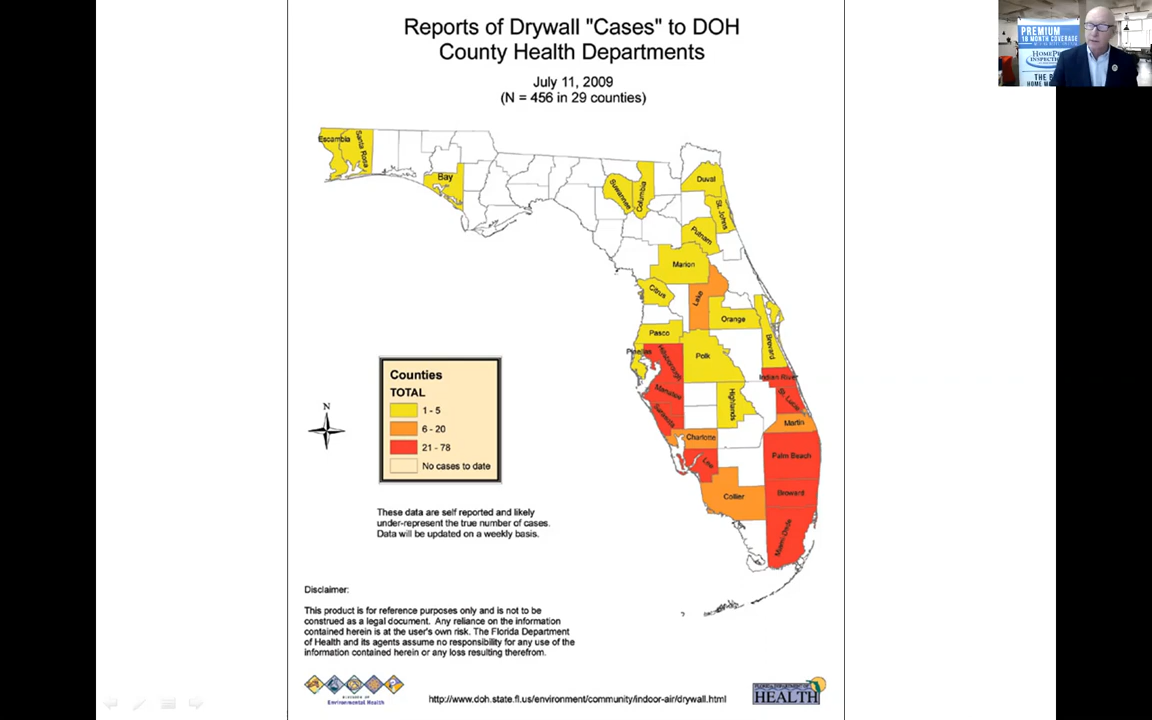 Reports of Drywall "Cases" to DOH
County Health Departments
July 11, 2009
(N = 456 in 29 counties)
PREMIUM
18 MONTH COVERAGE
INSPECTI
THE B
Escambia
Santa Rosa
Bay
Suwannee
Columbia
Duval
St. Johns
Putnam
Marion
Citrus
Lake
Orange
Pasco
Brevard
Pinellas
Hillsborough
Polk
Indian River
Manatee
Highlands
St. Lucie
Sarasota
Martin
Charlotte
Palm Beach
Lee
Collier
Broward
Miami-Dade
N
Counties
TOTAL
1 - 5
6 - 20
21 - 78
No cases to date
These data are self reported and likely
under-represent the true number of cases.
Data will be updated on a weekly basis.
Disclaimer:
This product is for reference purposes only and is not to be
construed as a legal document. Any reliance on the information
contained herein is at the user's own risk. The Florida Department
of Health and its agents assume no responsibility for any use of the
information contained herein or any loss resulting therefrom.
DIVISION OF
Environmental Health
http://www.doh.state.fl.us/environment/community/indoor-air/drywall.html
FLORIDA DEPARTMENT OF
HEALTH